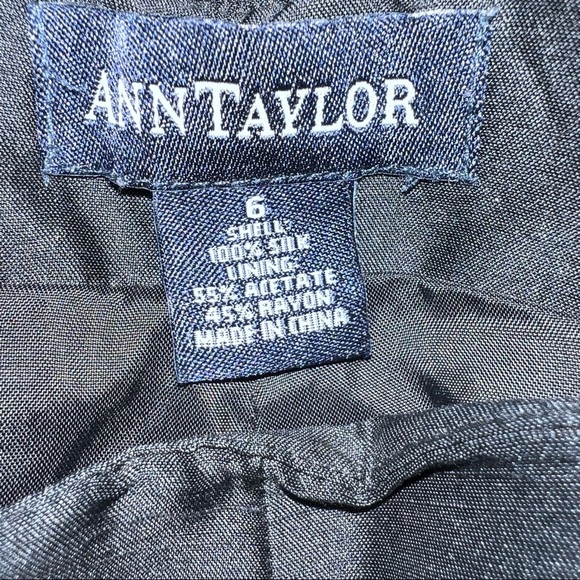 ANNTAYLOR
6
SHELL
100% SILK
LINING
55% ACETATE
45% RAYON
MADE IN CHINA